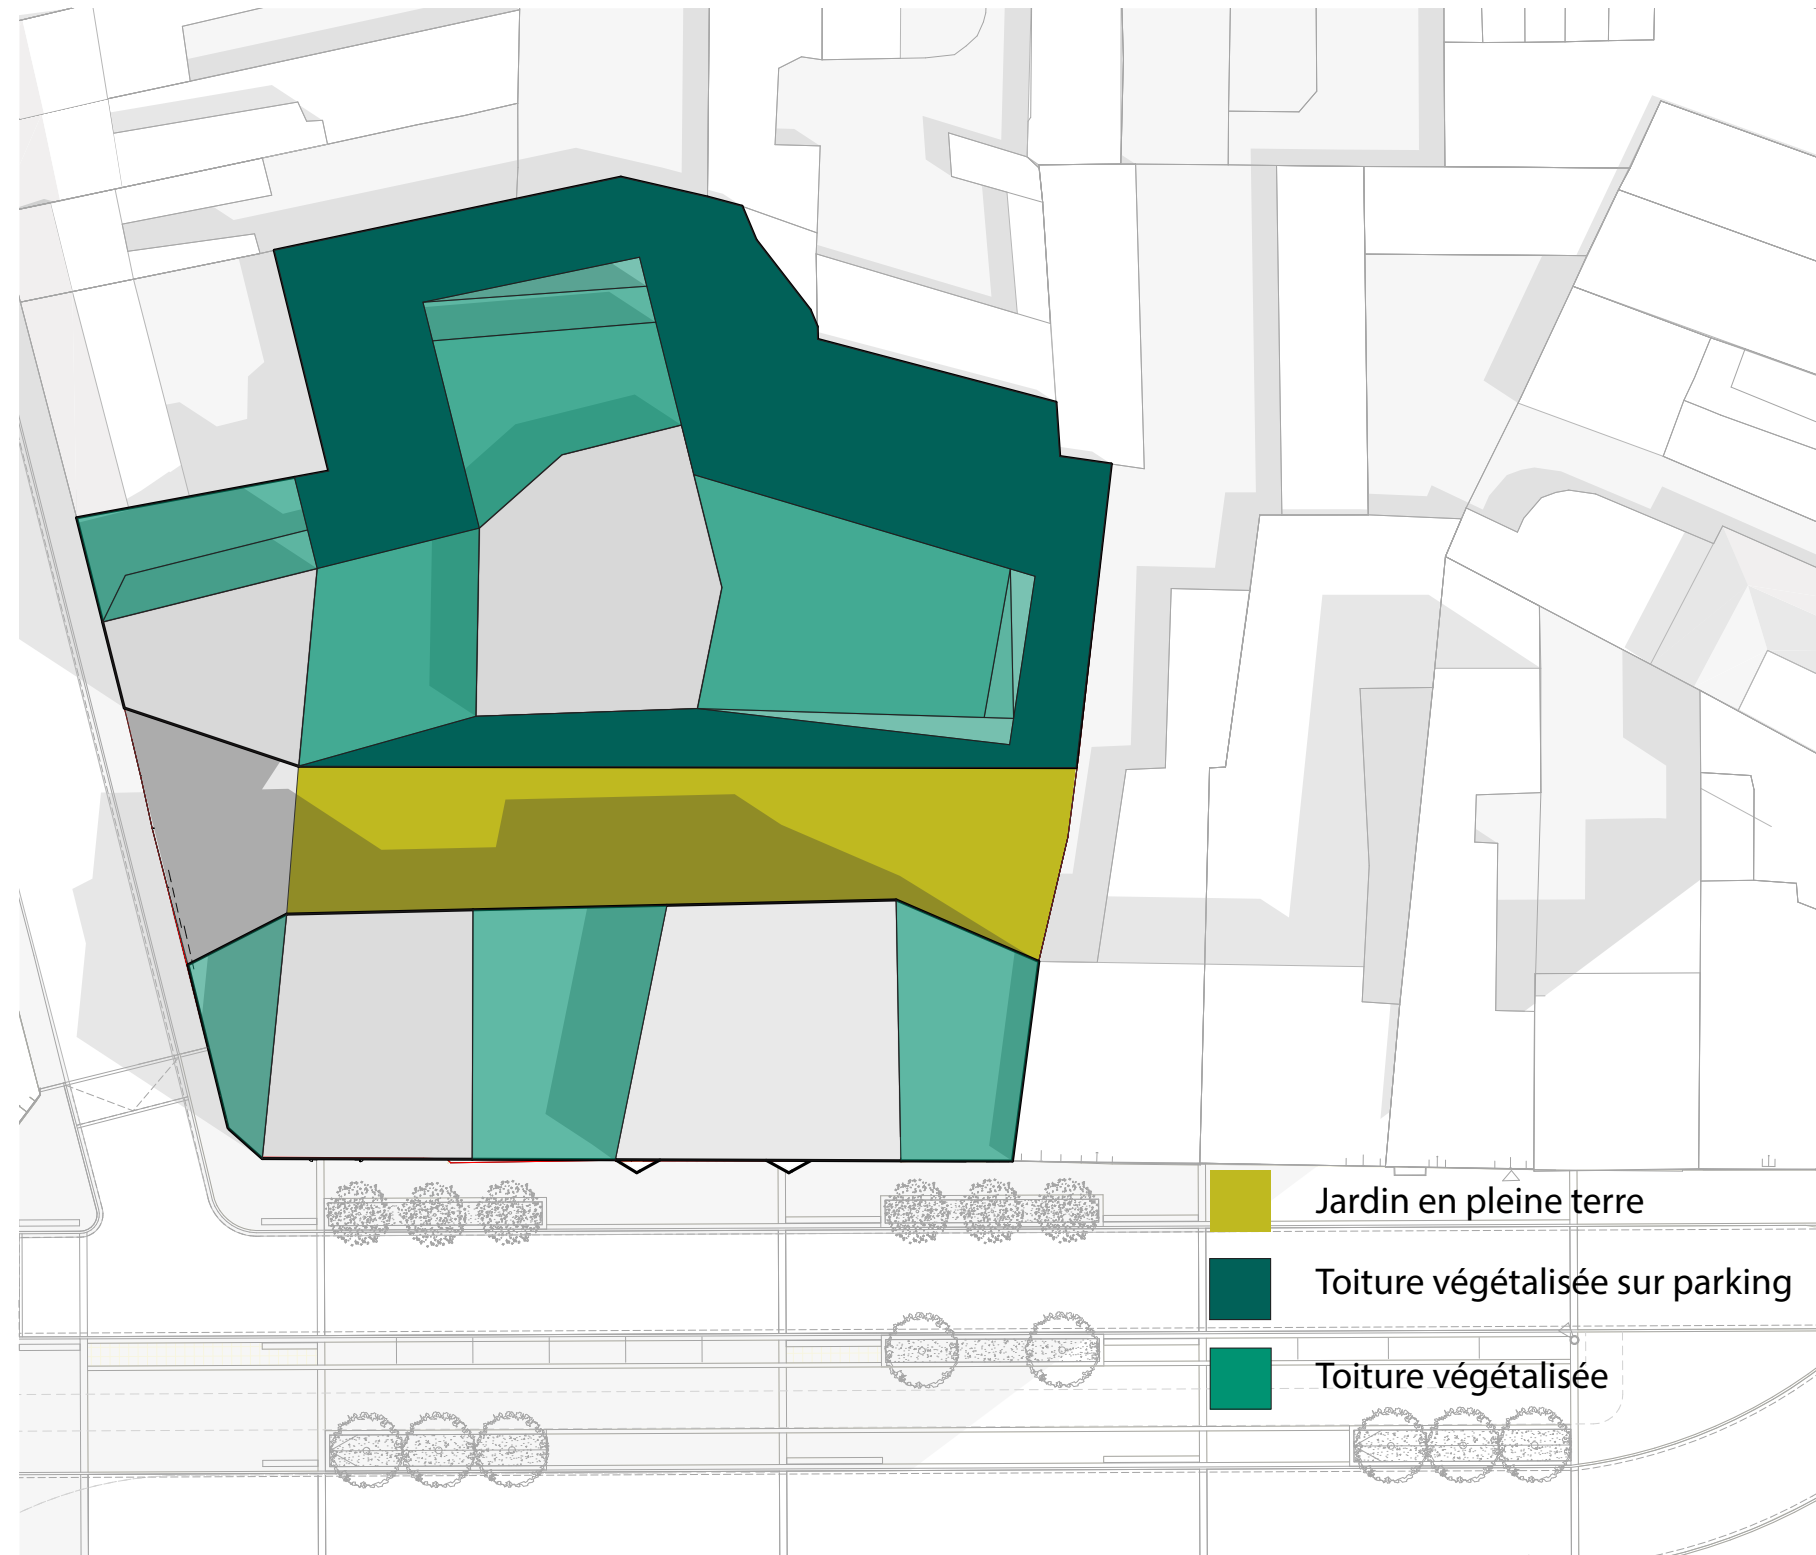 Jardin en pleine terre
Toiture végétalisée sur parking
Toiture végétalisée